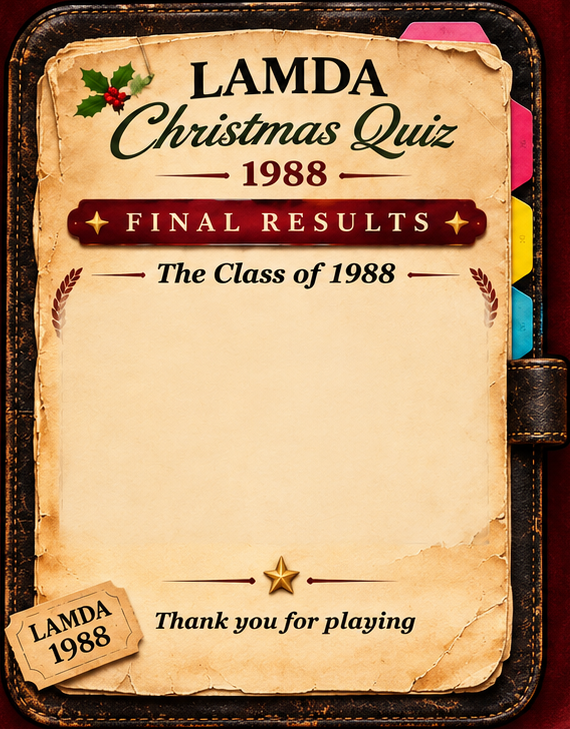 LAMDA
Christmas Quiz
1988
FINAL RESULTS
The Class of 1988
Thank you for playing
LAMDA
1988